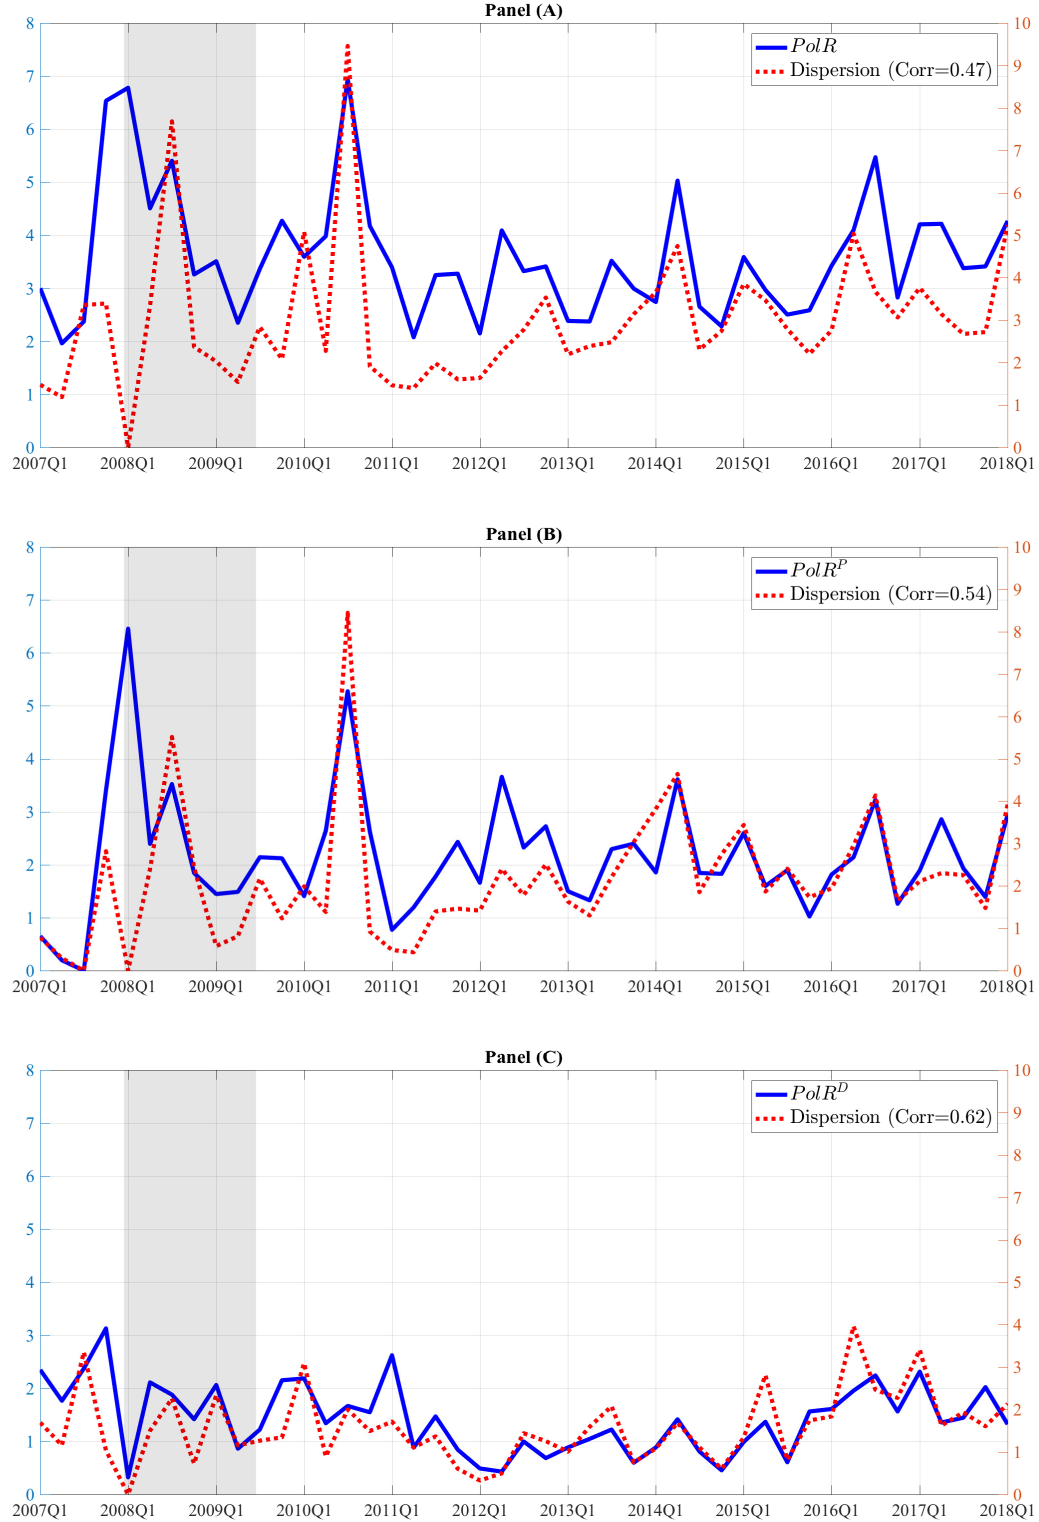 Panel (A)
8 7 6 5 4 3 2 1 0
10 9 8 7 6 5 4 3 2 1 0
PolR
Dispersion (Corr=0.47)
2007Q1 2008Q1 2009Q1 2010Q1 2011Q1 2012Q1 2013Q1 2014Q1 2015Q1 2016Q1 2017Q1 2018Q1
Panel (B)
8 7 6 5 4 3 2 1 0
10 9 8 7 6 5 4 3 2 1 0
PolR^P
Dispersion (Corr=0.54)
2007Q1 2008Q1 2009Q1 2010Q1 2011Q1 2012Q1 2013Q1 2014Q1 2015Q1 2016Q1 2017Q1 2018Q1
Panel (C)
8 7 6 5 4 3 2 1 0
10 9 8 7 6 5 4 3 2 1 0
PolR^D
Dispersion (Corr=0.62)
2007Q1 2008Q1 2009Q1 2010Q1 2011Q1 2012Q1 2013Q1 2014Q1 2015Q1 2016Q1 2017Q1 2018Q1